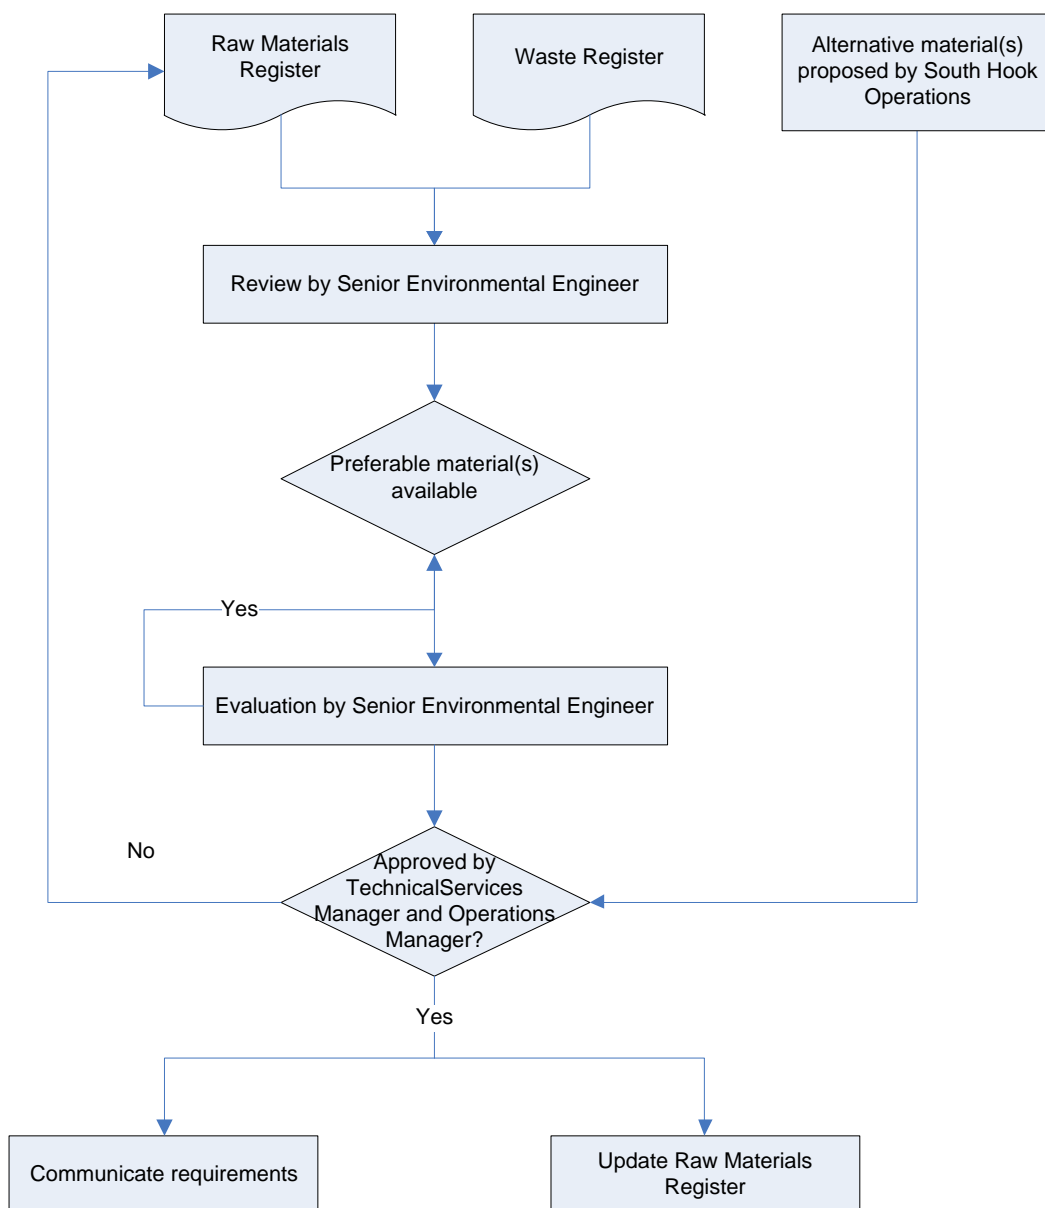 Raw Materials
Register
Waste Register
Alternative material(s)
proposed by South Hook
Operations
Review by Senior Environmental Engineer
Preferable material(s)
available
Yes
Evaluation by Senior Environmental Engineer
No
Approved by
TechnicalServices
Manager and Operations
Manager?
Yes
Communicate requirements
Update Raw Materials
Register